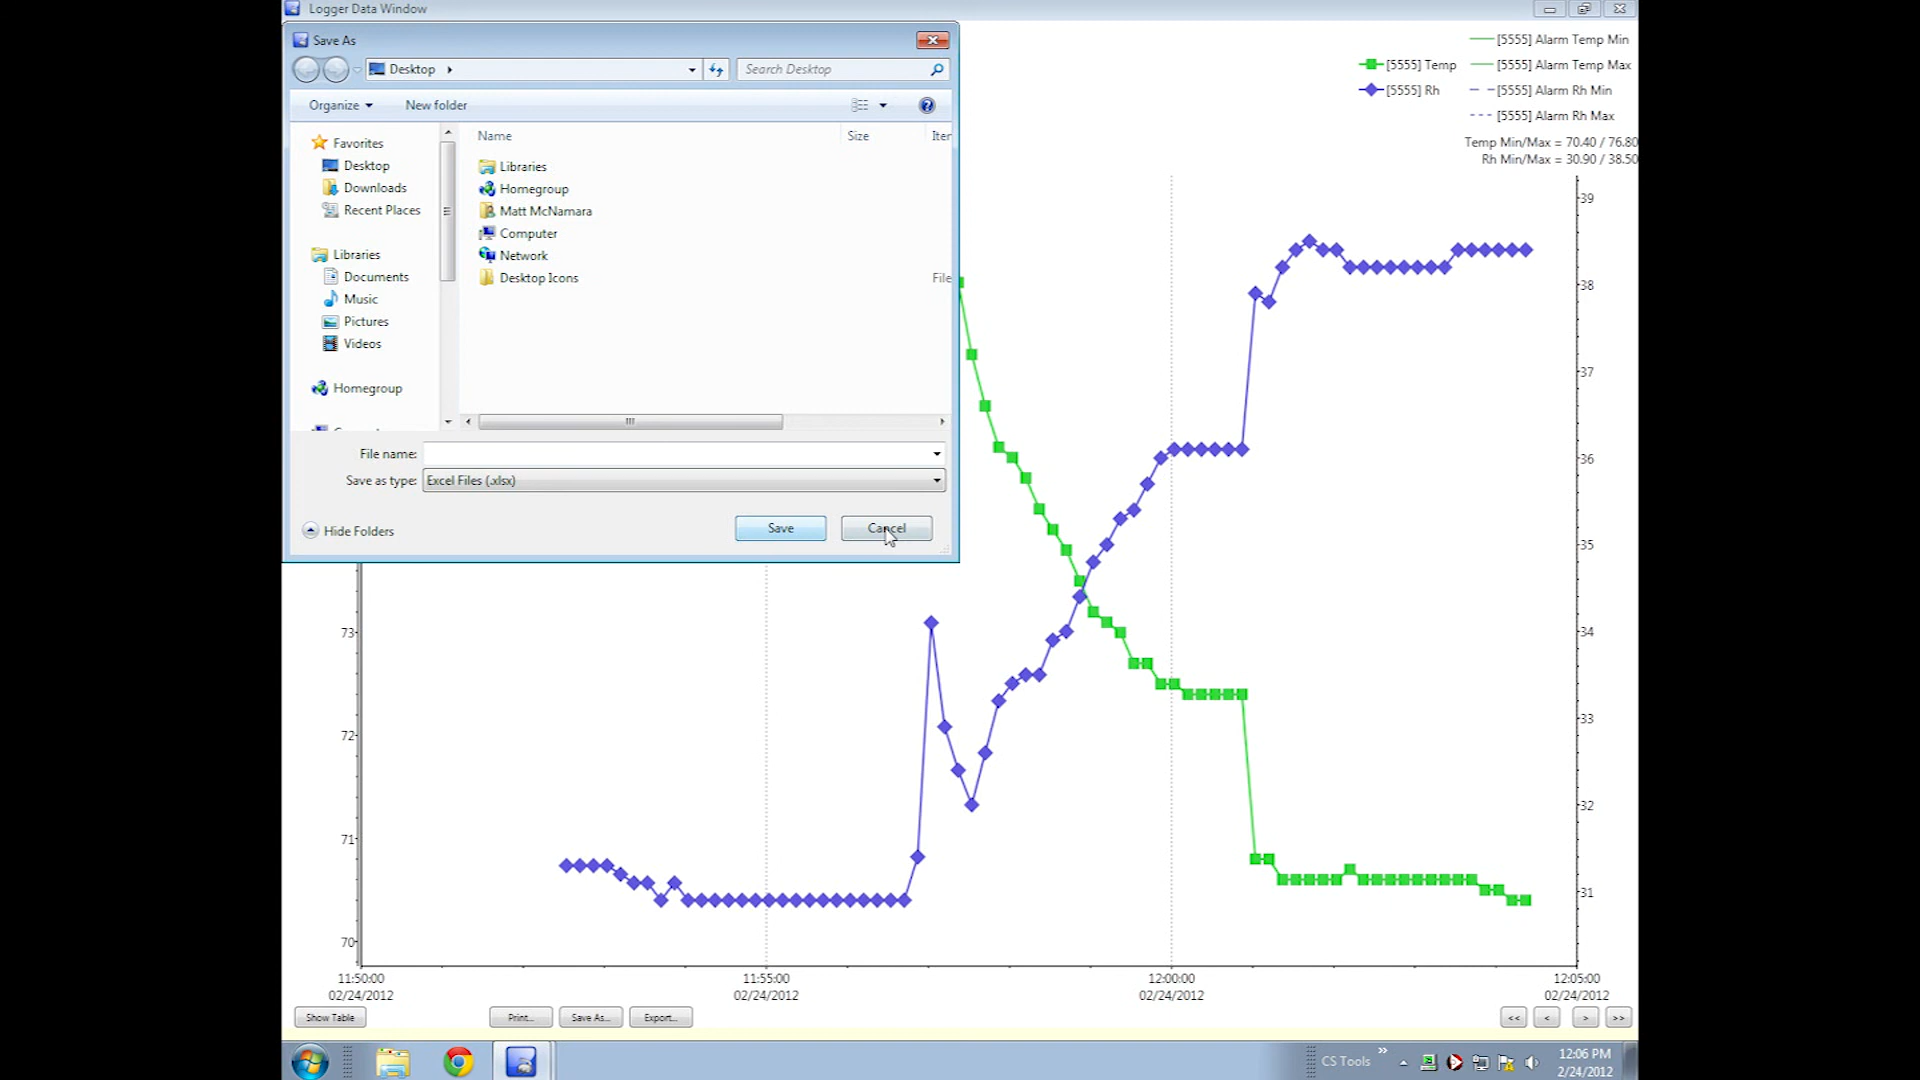 Logger Data Window
Save As
Desktop
Search Desktop
Organize
New folder
Name
Size
Iter
Favorites
Desktop
Downloads
Recent Places
Libraries
Documents
Music
Pictures
Videos
Homegroup
Libraries
Homegroup
Matt McNamara
Computer
Network
Desktop Icons
File
File name:
Save as type: Excel Files (.xlsx)
Hide Folders
Save
Cancel
[5555] Alarm Temp Min
[5555] Temp
[5555] Alarm Temp Max
[5555] Rh
[5555] Alarm Rh Min
[5555] Alarm Rh Max
Temp Min/Max = 70.40 / 76.80
Rh Min/Max = 30.90 / 38.50
39
38
37
36
35
34
33
32
31
73
72
71
70
11:50:00
02/24/2012
11:55:00
02/24/2012
12:00:00
02/24/2012
12:05:00
02/24/2012
Show Table
Print...
Save As...
Export...
<<
<
>
>>
CS Tools
»
12:06 PM
2/24/2012